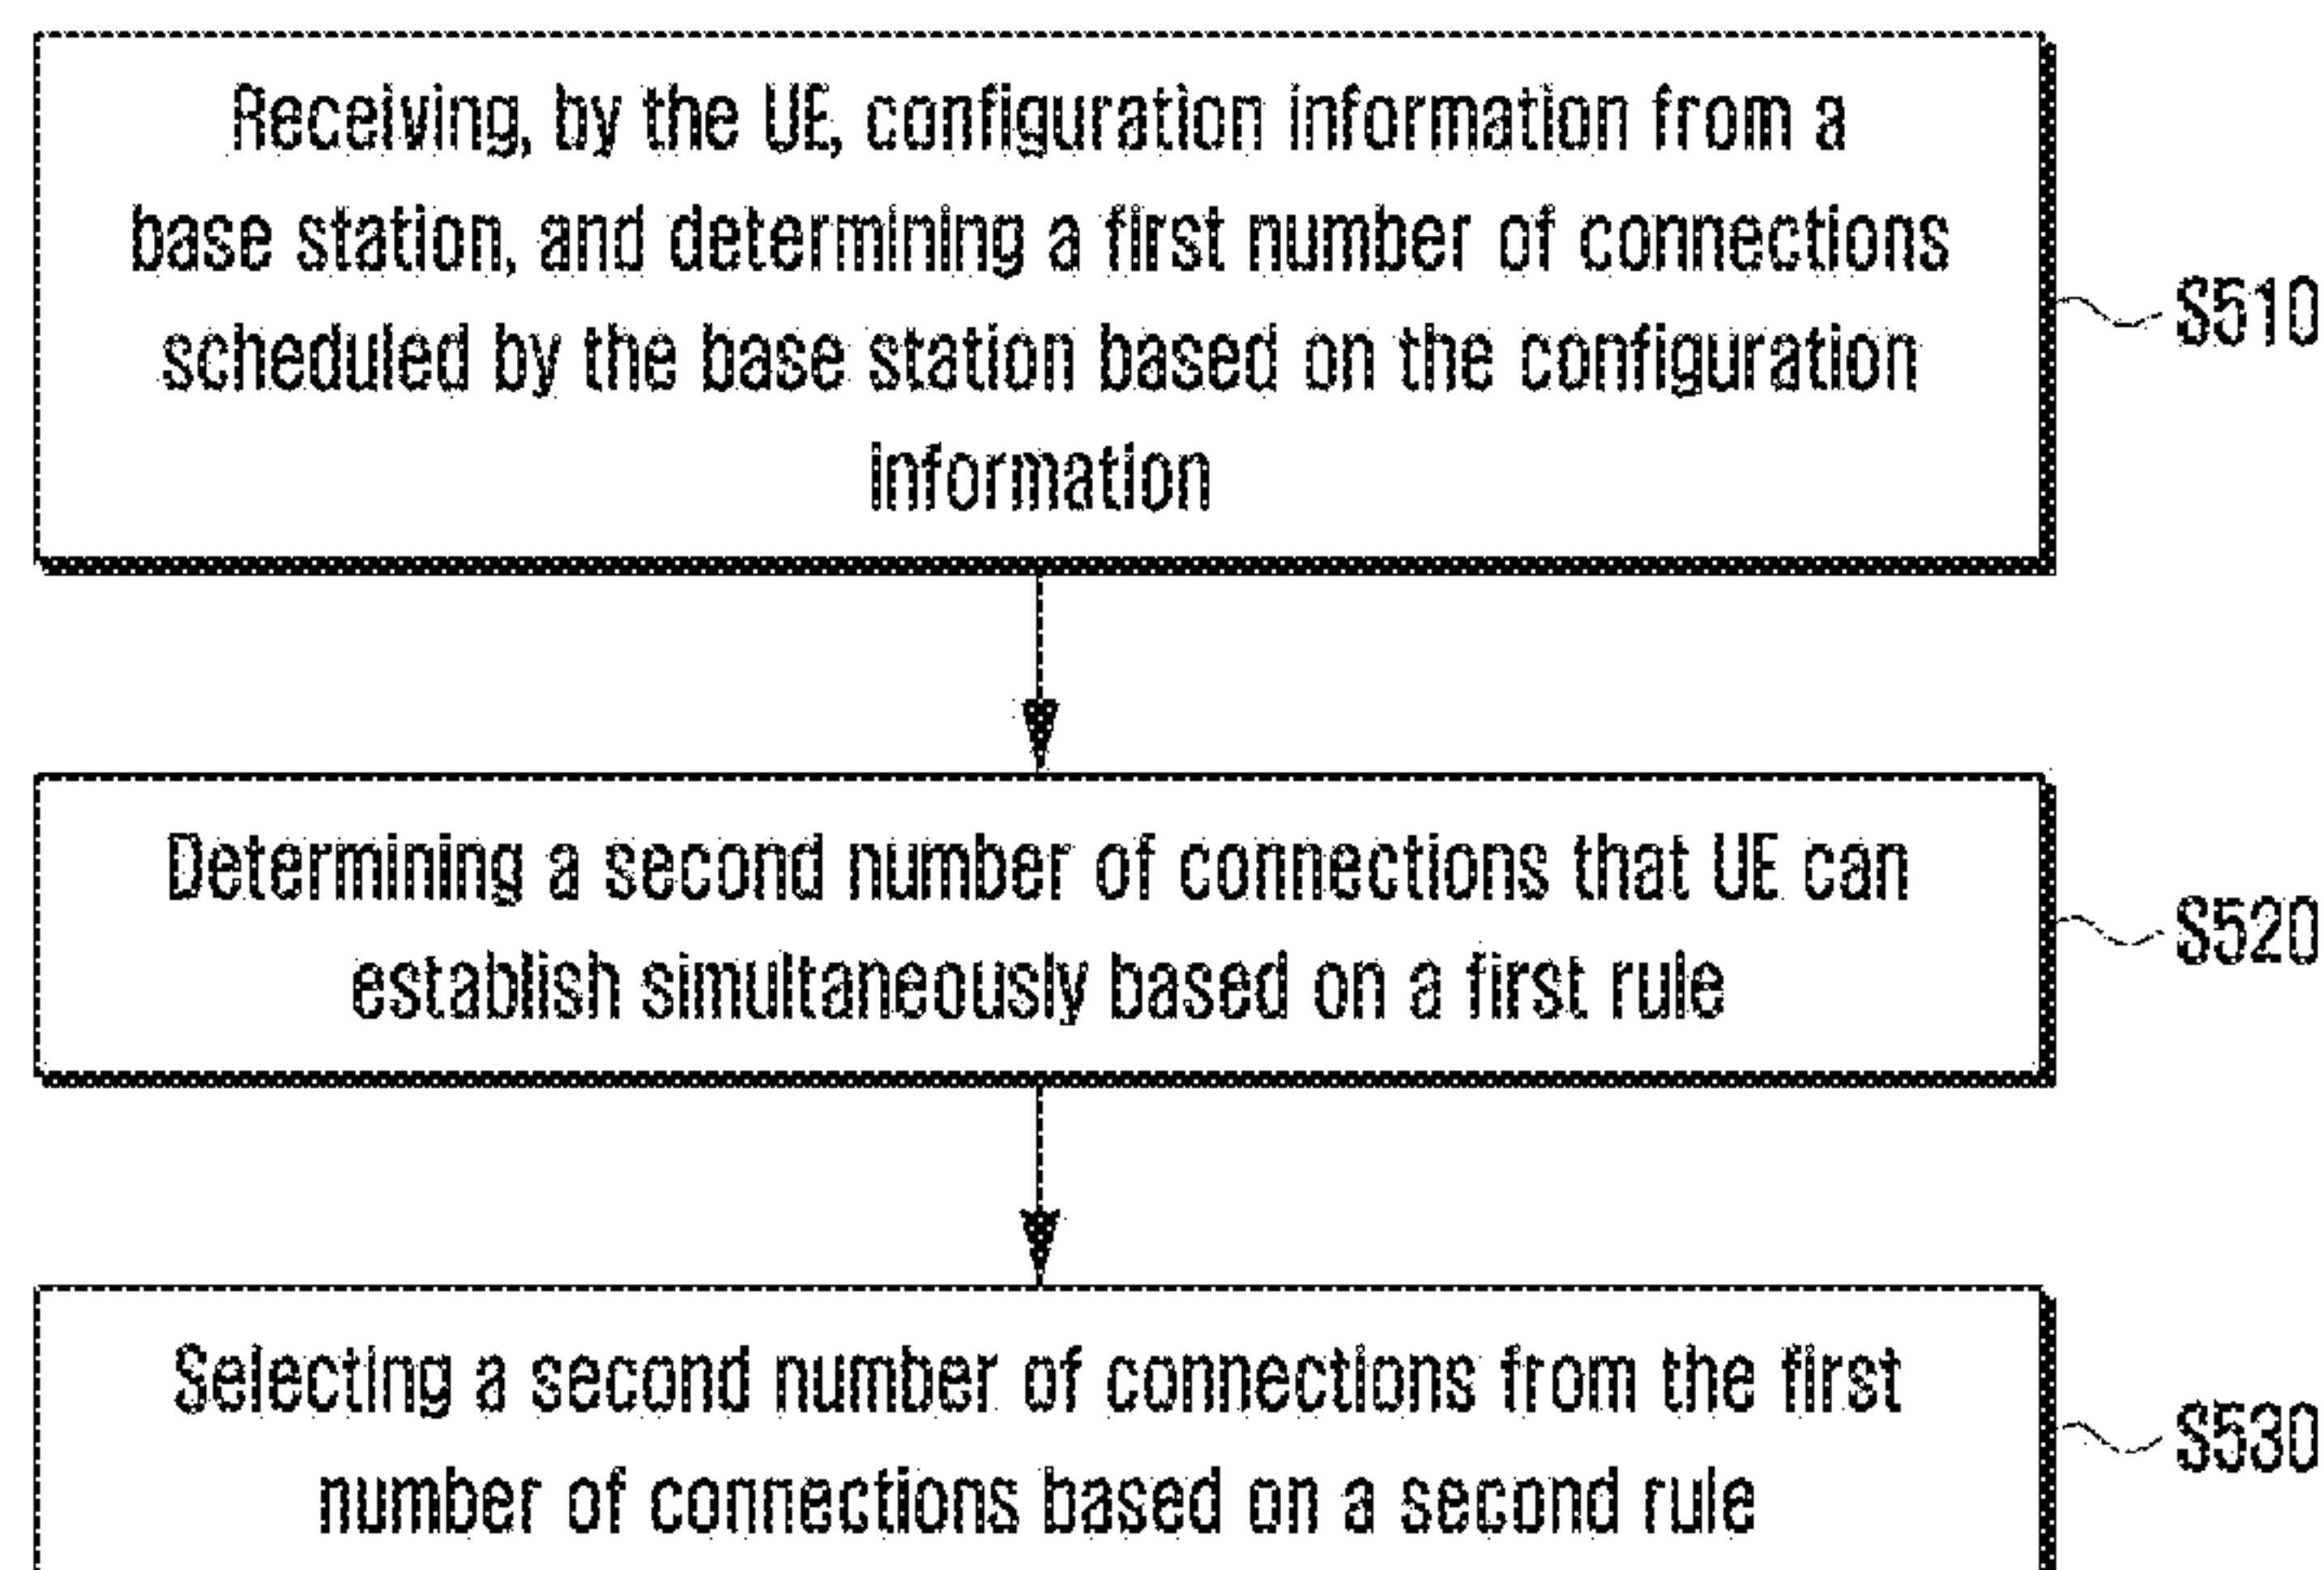 Receiving, by the UE, configuration information from a
base station, and determining a first number of connections
scheduled by the base station based on the configuration
information
S510
Determining a second number of connections that UE can
establish simultaneously based on a first rule
S520
Selecting a second number of connections from the first
number of connections based on a second rule
S530